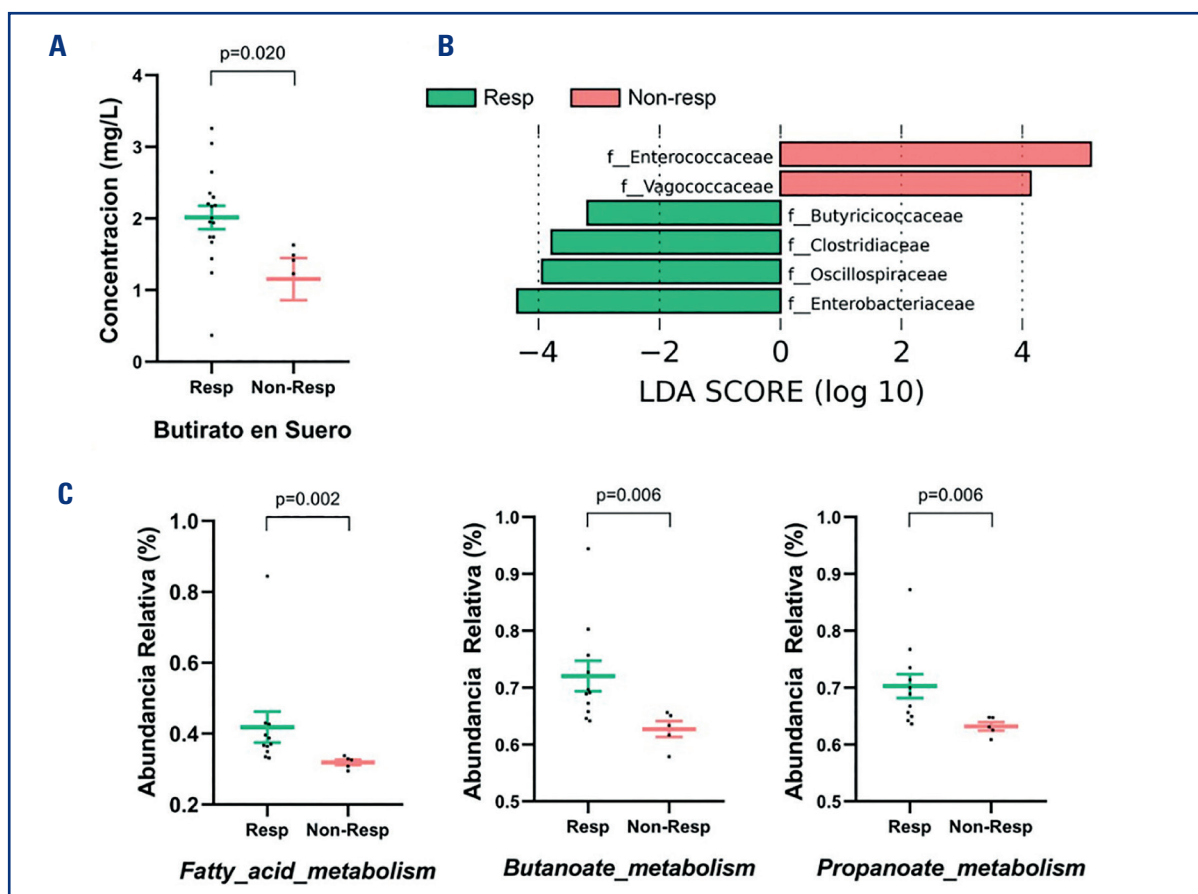 A
p=0.020
Concentracion (mg/L)
4
3
2
1
0
Resp Non-Resp
Butirato en Suero
B
Resp Non-resp
f__Enterococcaceae
f__Vagococcaceae
f__Butyricicoccaceae
f__Clostridiaceae
f__Oscillospiraceae
f__Enterobacteriaceae
−4 −2 0 2 4
LDA SCORE (log 10)
C
p=0.002
Abundancia Relativa (%)
1.0
0.8
0.6
0.4
0.2
Resp Non-Resp
Fatty_acid_metabolism
p=0.006
Abundancia Relativa (%)
1.0
0.9
0.8
0.7
0.6
0.5
Resp Non-Resp
Butanoate_metabolism
p=0.006
Abundancia Relativa (%)
1.0
0.9
0.8
0.7
0.6
0.5
Resp Non-Resp
Propanoate_metabolism